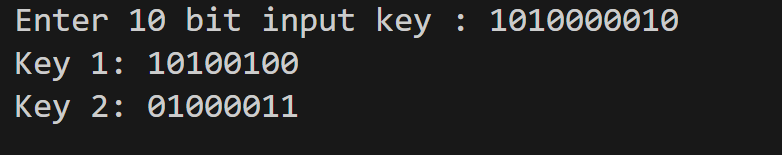 Enter 10 bit input key : 1010000010
Key 1: 10100100
Key 2: 01000011